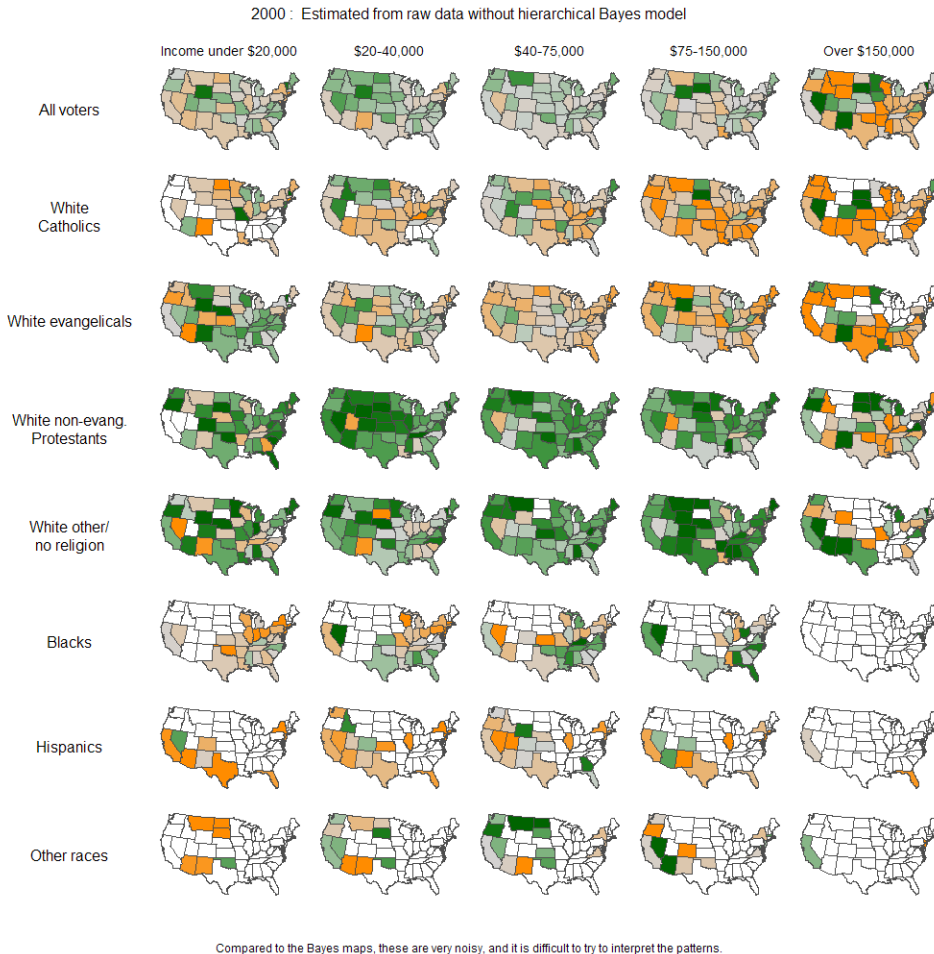 2000 : Estimated from raw data without hierarchical Bayes model
Income under $20,000
$20-40,000
$40-75,000
$75-150,000
Over $150,000
All voters
White
Catholics
White evangelicals
White non-evang.
Protestants
White other/
no religion
Blacks
Hispanics
Other races
Compared to the Bayes maps, these are very noisy, and it is difficult to try to interpret the patterns.